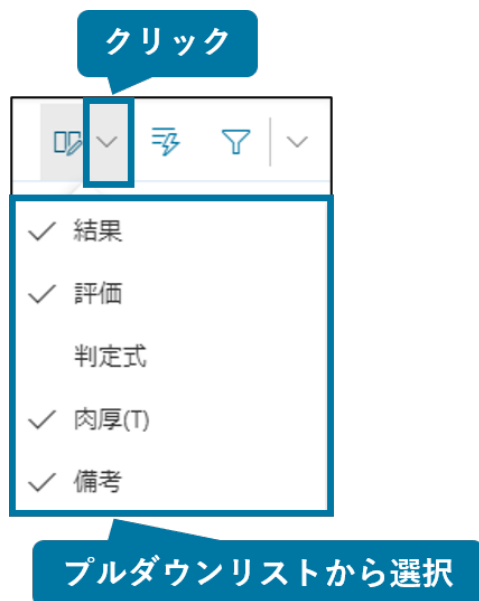 クリック
結果
評価
判定式
肉厚(T)
備考
プルダウンリストから選択